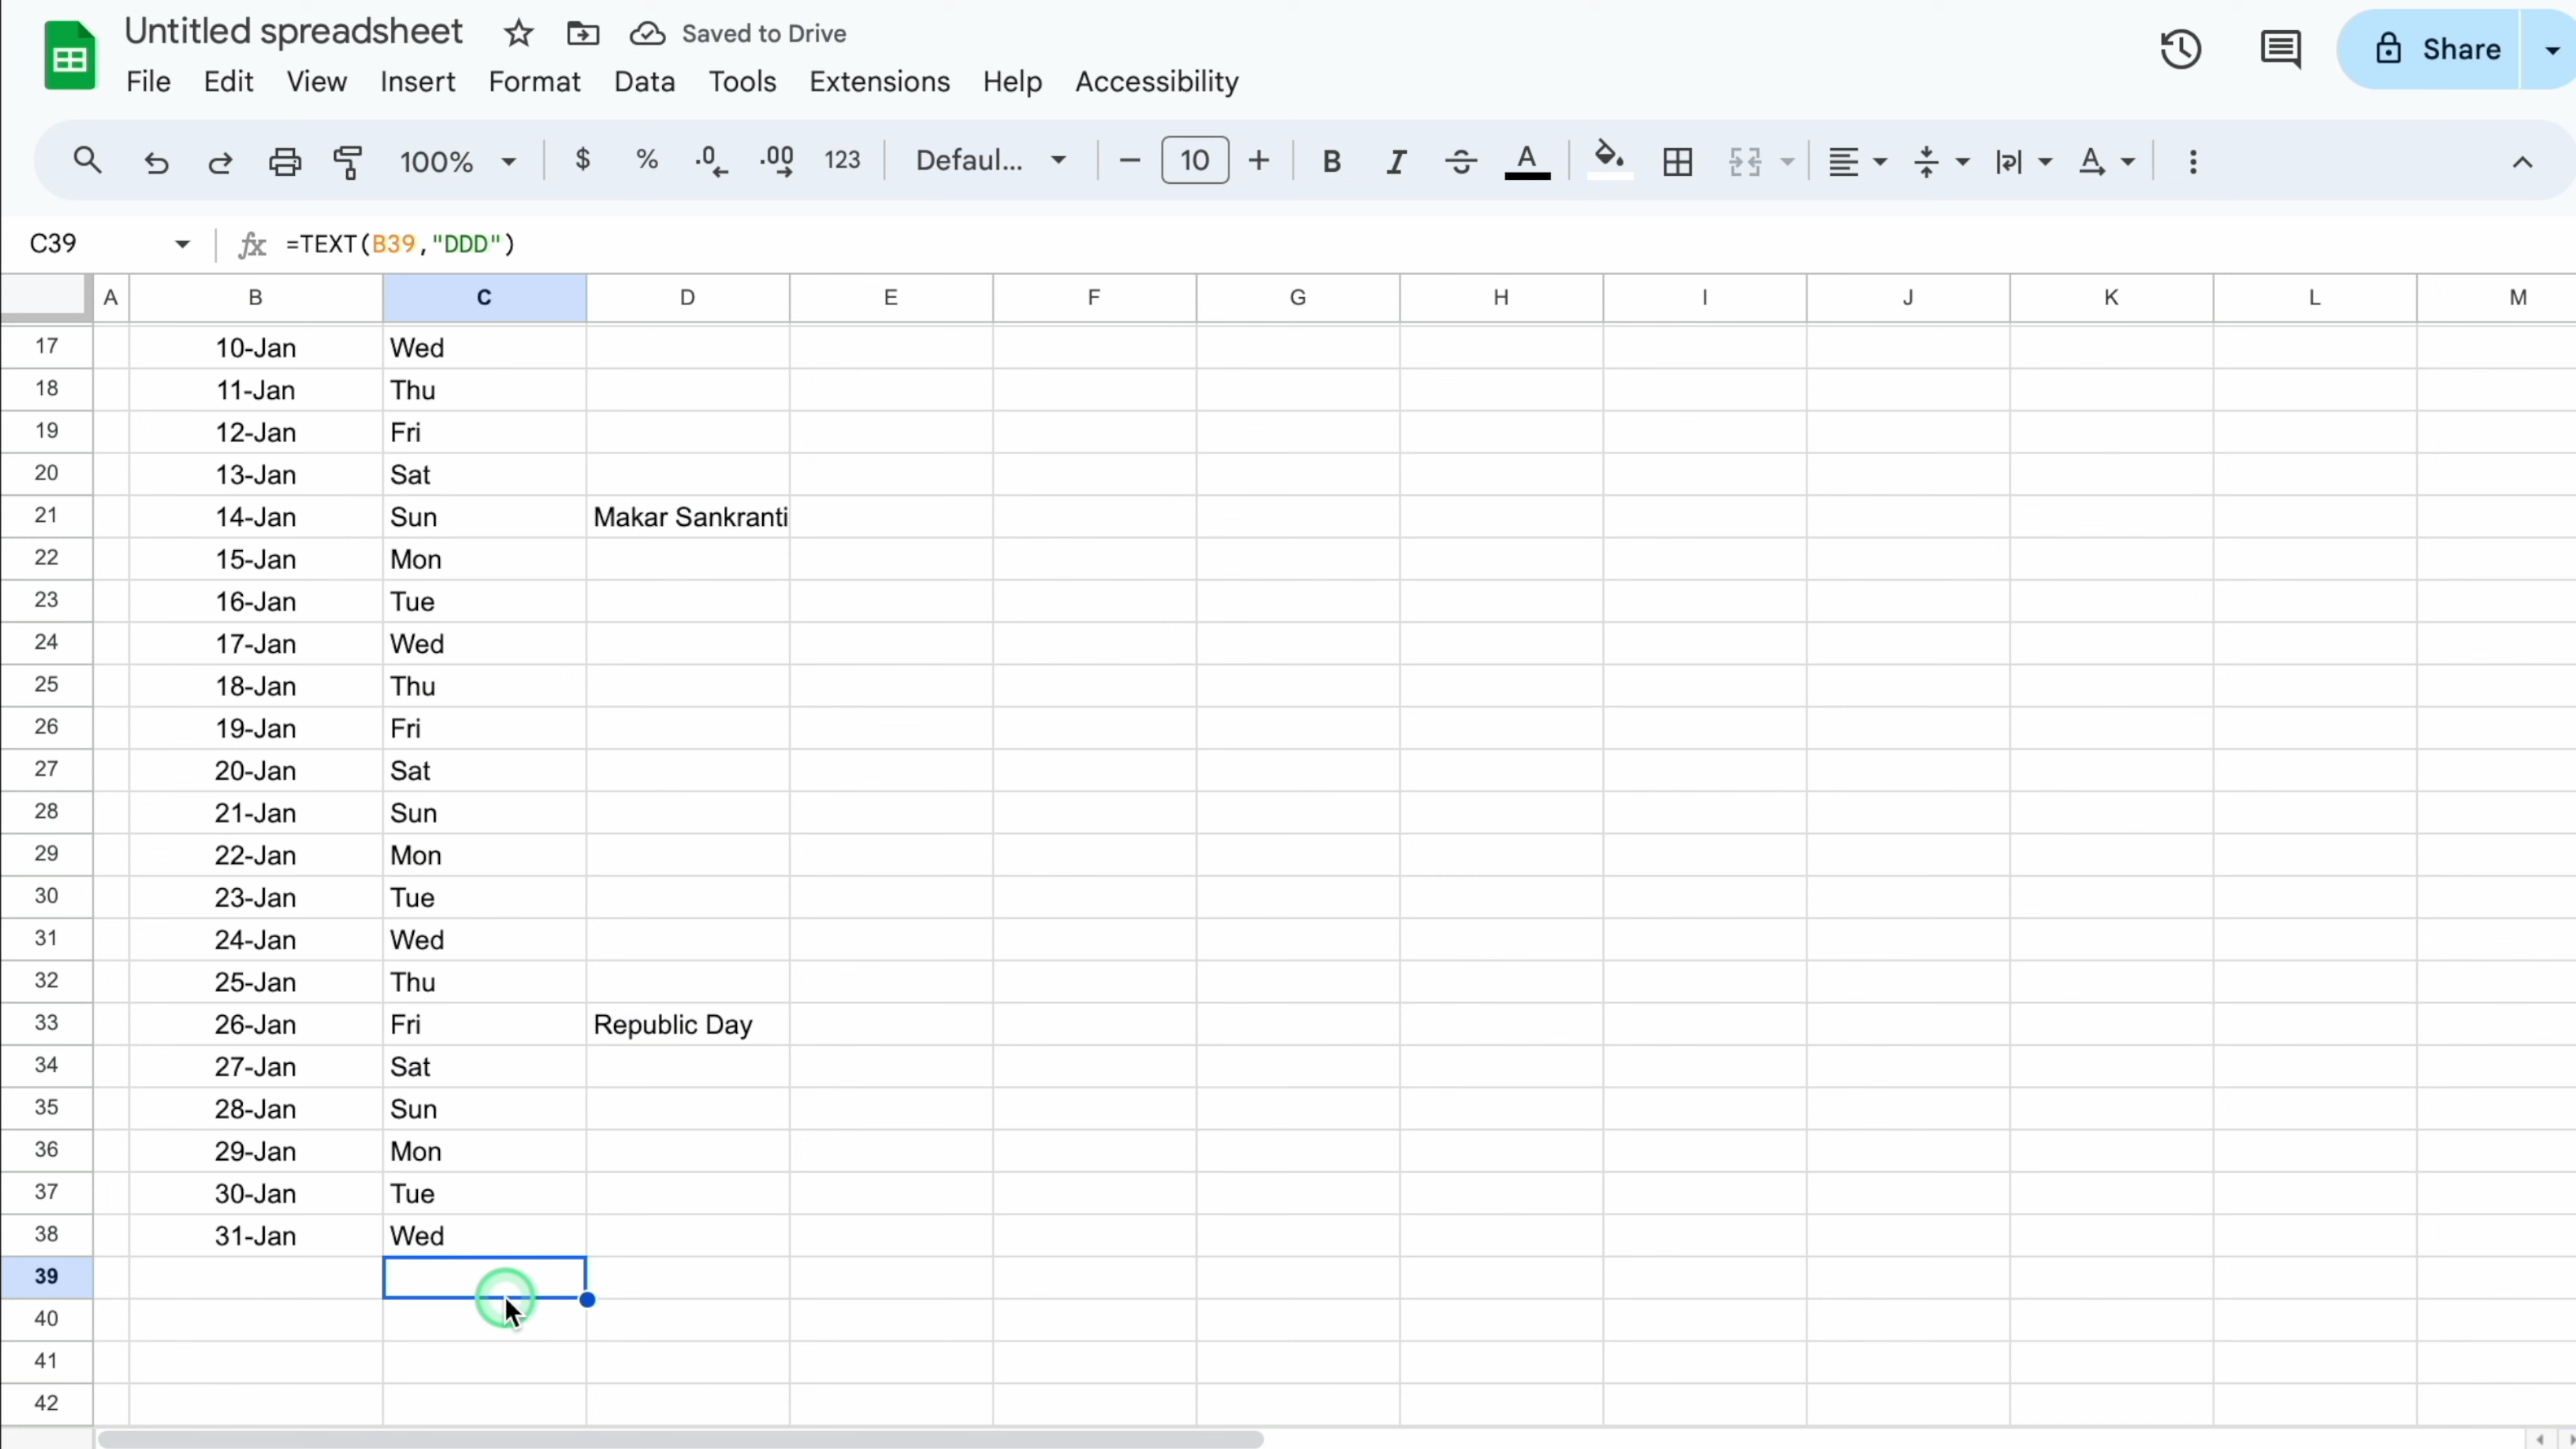 Untitled spreadsheet Saved to Drive
File Edit View Insert Format Data Tools Extensions Help Accessibility
Share
100% $ % .0 .00 123 Defaul... − 10 + B I A
C39 fx =TEXT(B39,"DDD")
A B C D E F G H I J K L M
17 10-Jan Wed
18 11-Jan Thu
19 12-Jan Fri
20 13-Jan Sat
21 14-Jan Sun Makar Sankranti
22 15-Jan Mon
23 16-Jan Tue
24 17-Jan Wed
25 18-Jan Thu
26 19-Jan Fri
27 20-Jan Sat
28 21-Jan Sun
29 22-Jan Mon
30 23-Jan Tue
31 24-Jan Wed
32 25-Jan Thu
33 26-Jan Fri Republic Day
34 27-Jan Sat
35 28-Jan Sun
36 29-Jan Mon
37 30-Jan Tue
38 31-Jan Wed
39
40
41
42